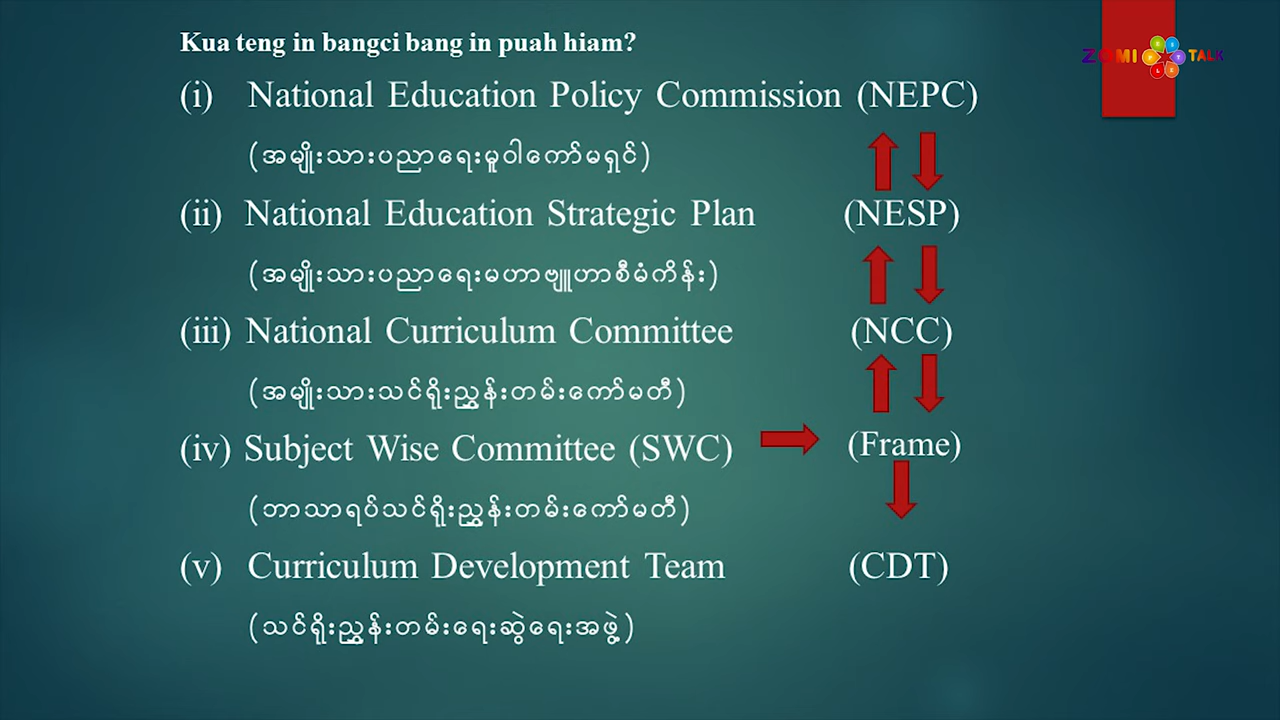 Kua teng in bangci bang in puah hiam?
ZOMI TALK
(i) National Education Policy Commission (NEPC)
(အမျိုးသားပညာရေးမူဝါကော်မရှင်)
(ii) National Education Strategic Plan (NESP)
(အမျိုးသားပညာရေးမဟာဗျူဟာစီမံကိန်း)
(iii) National Curriculum Committee (NCC)
(အမျိုးသားသင်ရိုးညွှန်းတမ်းကော်မတီ)
(iv) Subject Wise Committee (SWC) (Frame)
(ဘာသာရပ်သင်ရိုးညွှန်းတမ်းကော်မတီ)
(v) Curriculum Development Team (CDT)
(သင်ရိုးညွှန်းတမ်းရေးဆွဲရေးအဖွဲ့)